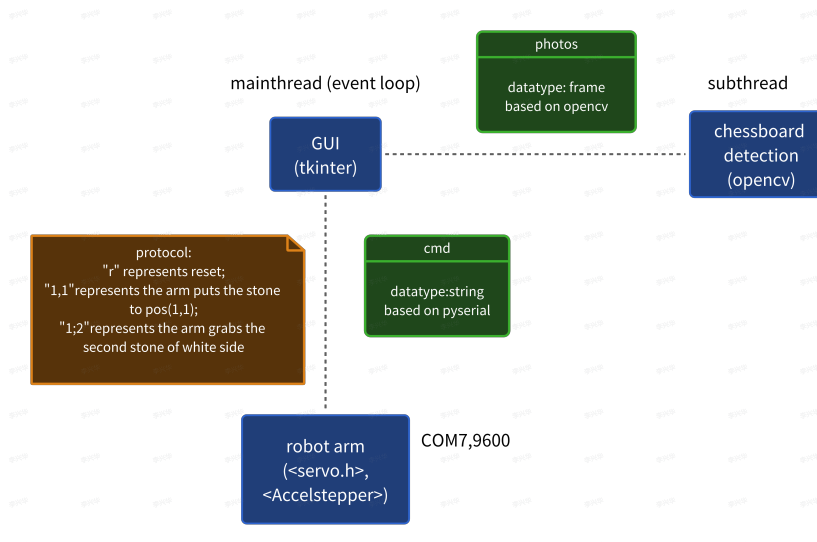 photos
datatype: frame
based on opencv
mainthread (event loop)
subthread
GUI
(tkinter)
chessboard
detection
(opencv)
protocol:
"r" represents reset;
"1,1"represents the arm puts the stone
to pos(1,1);
"1;2"represents the arm grabs the
second stone of white side
cmd
datatype:string
based on pyserial
robot arm
(<servo.h>,
<Accelstepper>)
COM7,9600